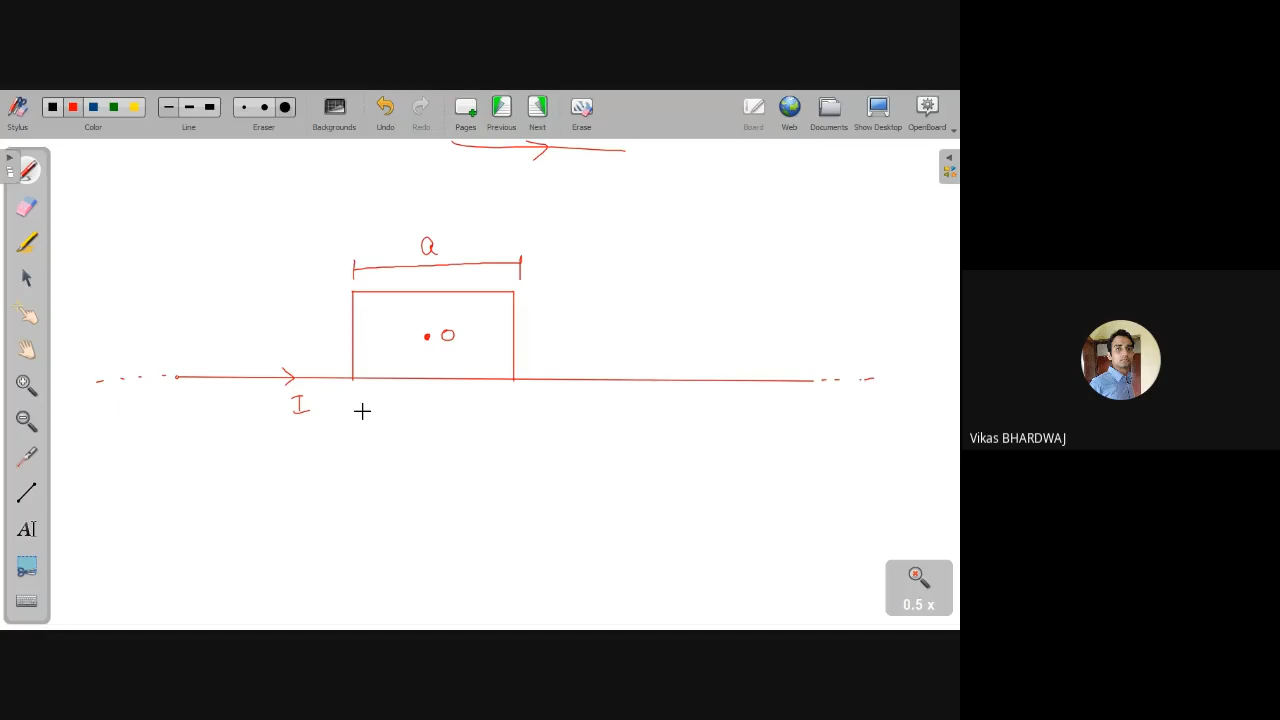 Stylus Color Line Eraser Backgrounds Undo Redo Pages Previous Next Erase Board Web Documents Show Desktop OpenBoard
a
O
I
A
Vikas BHARDWAJ
0.5 x